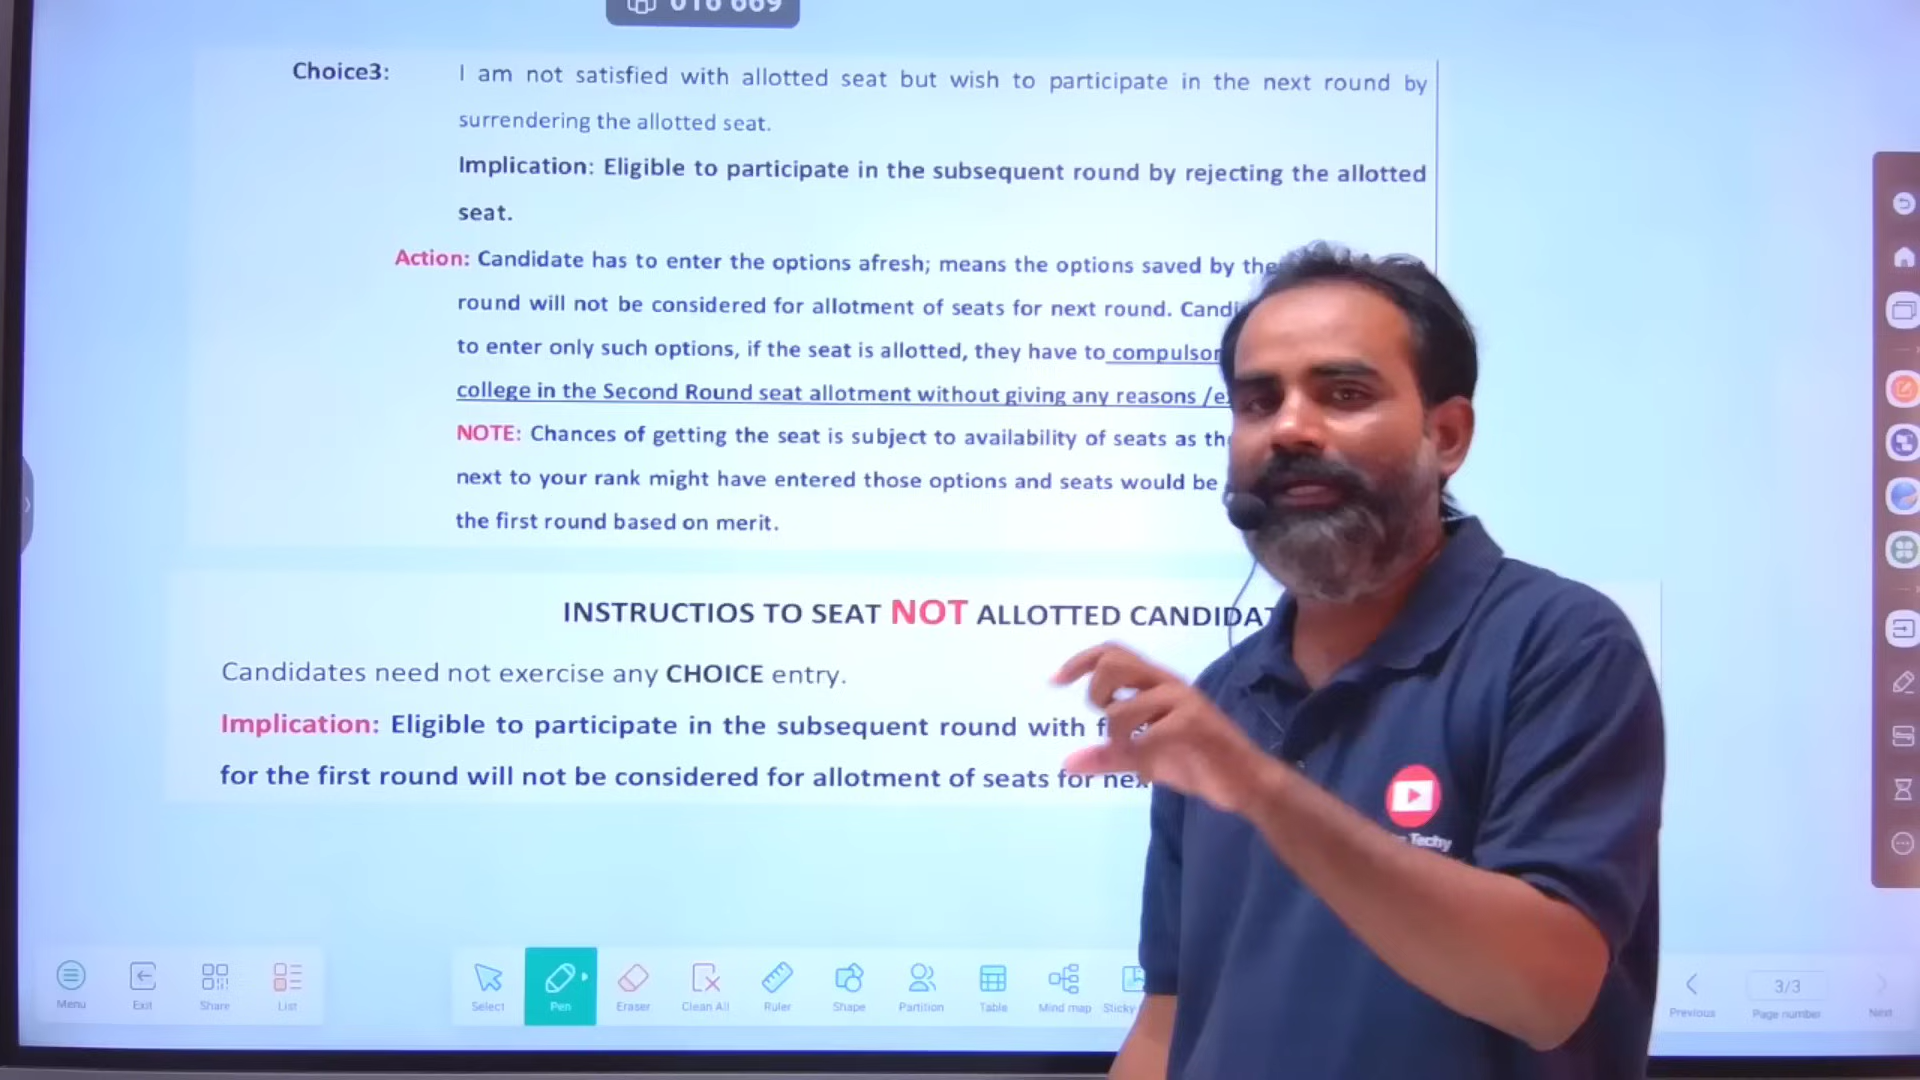 Choice3: I am not satisfied with allotted seat but wish to participate in the next round by
surrendering the allotted seat.
Implication: Eligible to participate in the subsequent round by rejecting the allotted
seat.
Action: Candidate has to enter the options afresh; means the options saved by the
round will not be considered for allotment of seats for next round.
to enter only such options, if the seat is allotted, they have to
college in the Second Round seat allotment without giving any reasons
NOTE: Chances of getting the seat is subject to availability of seats as
next to your rank might have entered those options and seats would be
the first round based on merit.
INSTRUCTIOS TO SEAT NOT ALLOTTED
Candidates need not exercise any CHOICE entry.
Implication: Eligible to participate in the subsequent round with
for the first round will not be considered for allotment of seats for
Techy
Menu Exit Share List Select Pen Eraser Clean All Ruler Shape Partition Table Mind map Sticky
3/3
Previous Page number Next